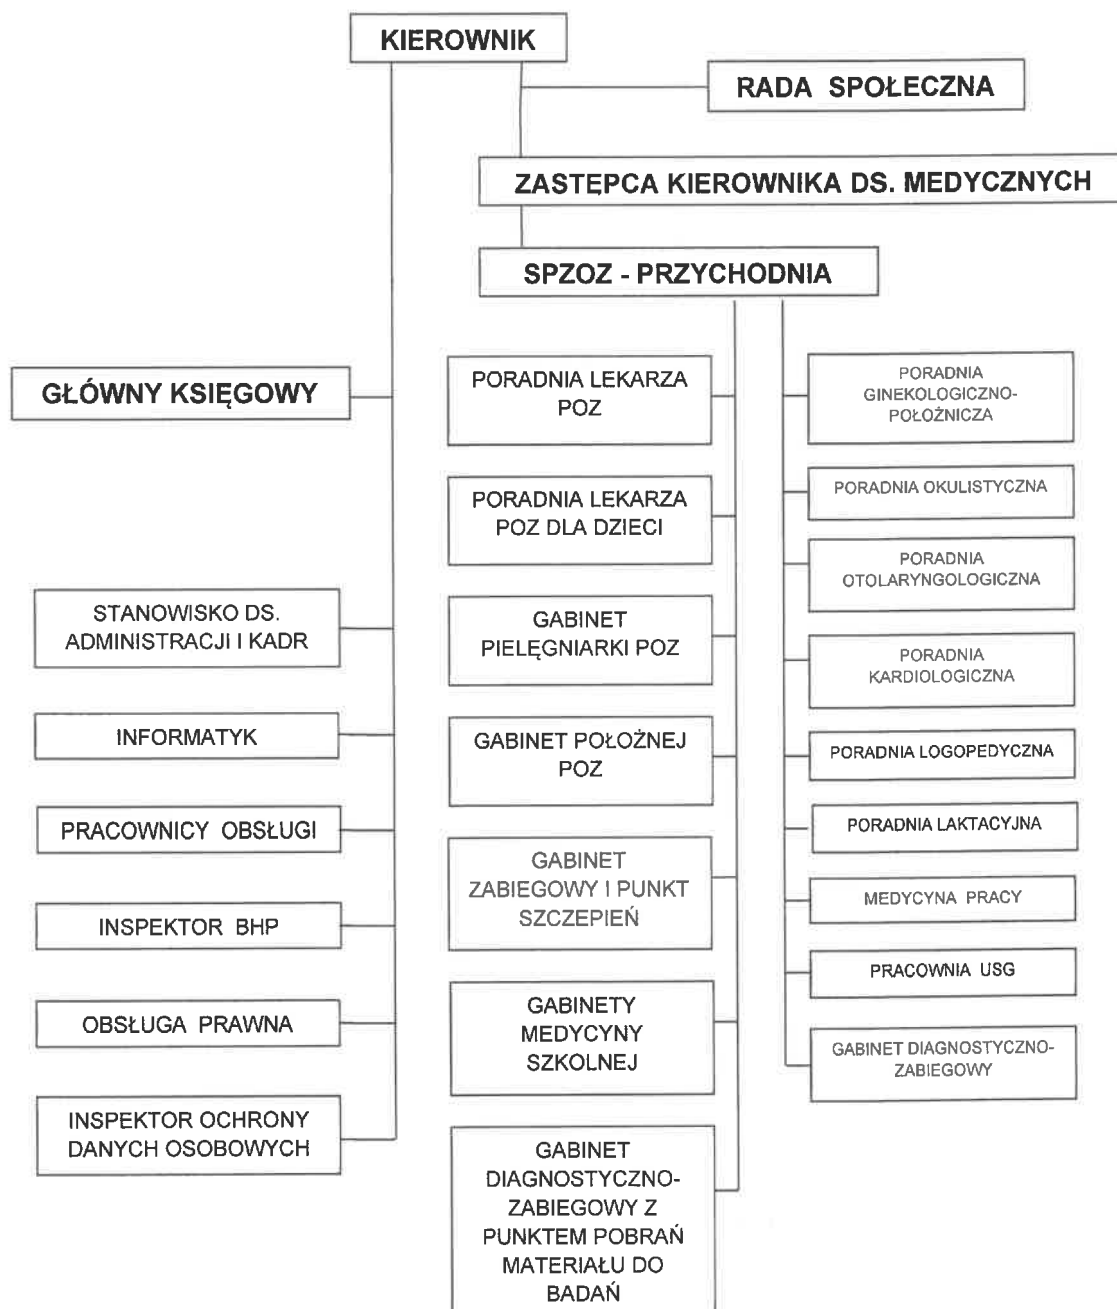 KIEROWNIK
RADA SPOŁECZNA
ZASTĘPCA KIEROWNIKA DS. MEDYCZNYCH
SPZOZ - PRZYCHODNIA
GŁÓWNY KSIĘGOWY
STANOWISKO DS.
ADMINISTRACJI I KADR
INFORMATYK
PRACOWNICY OBSŁUGI
INSPEKTOR BHP
OBSŁUGA PRAWNA
INSPEKTOR OCHRONY
DANYCH OSOBOWYCH
PORADNIA LEKARZA
POZ
PORADNIA LEKARZA
POZ DLA DZIECI
GABINET
PIELĘGNIARKI POZ
GABINET POŁOŻNEJ
POZ
GABINET
ZABIEGOWY I PUNKT
SZCZEPIEŃ
GABINETY
MEDYCYNY
SZKOLNEJ
GABINET
DIAGNOSTYCZNO-
ZABIEGOWY Z
PUNKTEM POBRAŃ
MATERIAŁU DO
BADAŃ
PORADNIA
GINEKOLOGICZNO-
POŁOŻNICZA
PORADNIA OKULISTYCZNA
PORADNIA
OTOLARYNGOLOGICZNA
PORADNIA
KARDIOLOGICZNA
PORADNIA LOGOPEDYCZNA
PORADNIA LAKTACYJNA
MEDYCYNA PRACY
PRACOWNIA USG
GABINET DIAGNOSTYCZNO-
ZABIEGOWY